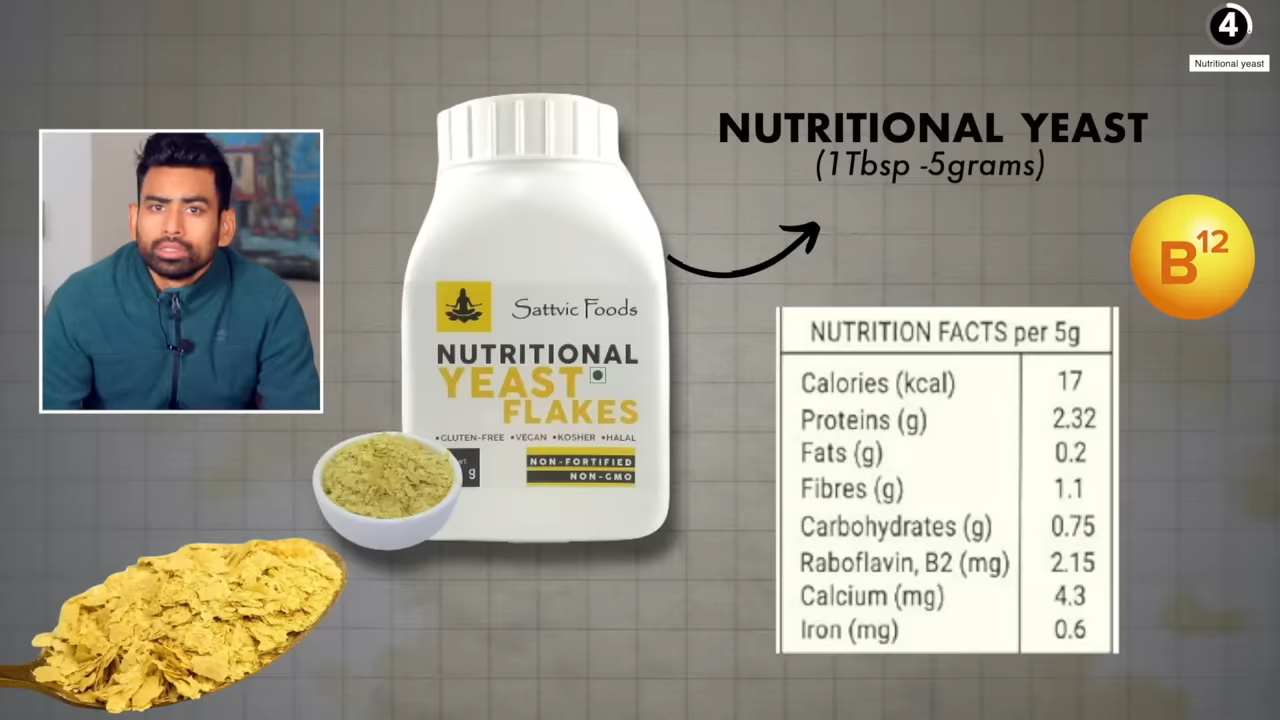 4
Nutritional yeast
NUTRITIONAL YEAST
(1Tbsp -5grams)
B12
Sattvic Foods
NUTRITIONAL
YEAST
FLAKES
•GLUTEN-FREE •VEGAN •KOSHER •HALAL
NON-FORTIFIED
NON-GMO
g
NUTRITION FACTS per 5g
Calories (kcal) 17
Proteins (g) 2.32
Fats (g) 0.2
Fibres (g) 1.1
Carbohydrates (g) 0.75
Raboflavin, B2 (mg) 2.15
Calcium (mg) 4.3
Iron (mg) 0.6